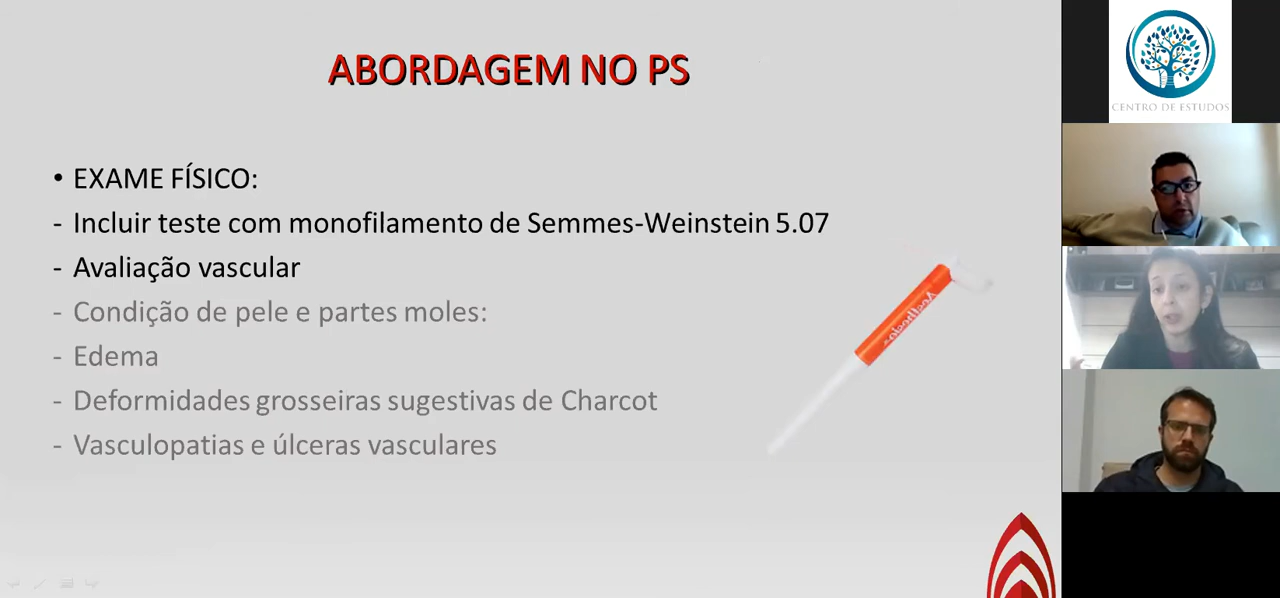 ABORDAGEM NO PS
• EXAME FÍSICO:
- Incluir teste com monofilamento de Semmes-Weinstein 5.07
- Avaliação vascular
- Condição de pele e partes moles:
- Edema
- Deformidades grosseiras sugestivas de Charcot
- Vasculopatias e úlceras vasculares
CENTRO DE ESTUDOS